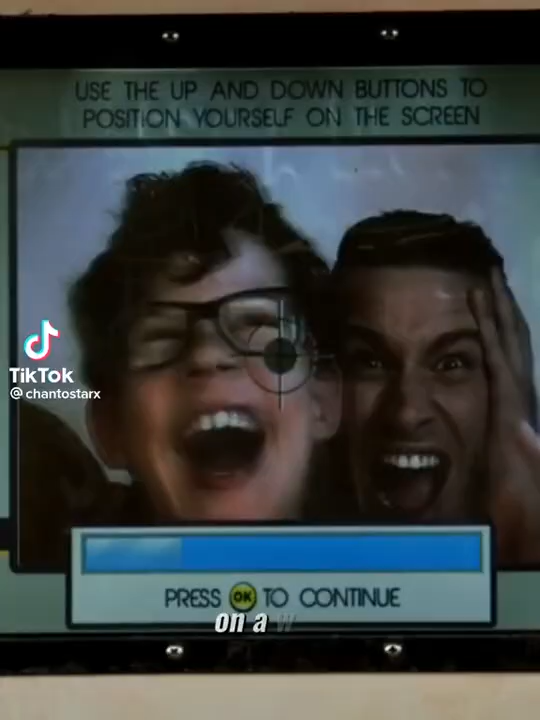 USE THE UP AND DOWN BUTTONS TO
POSITION YOURSELF ON THE SCREEN
TikTok
@chantostarx
PRESS OK TO CONTINUE
on a w